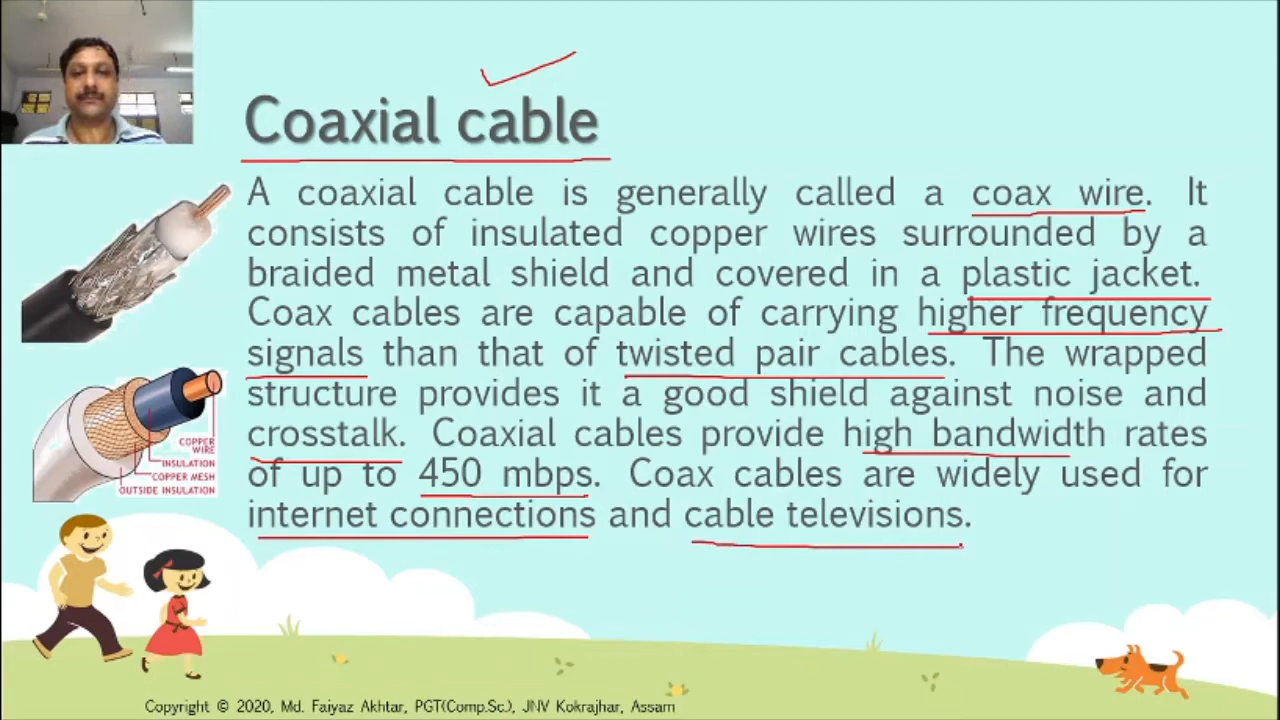 Coaxial cable
A coaxial cable is generally called a coax wire. It
consists of insulated copper wires surrounded by a
braided metal shield and covered in a plastic jacket.
Coax cables are capable of carrying higher frequency
signals than that of twisted pair cables. The wrapped
structure provides it a good shield against noise and
crosstalk. Coaxial cables provide high bandwidth rates
of up to 450 mbps. Coax cables are widely used for
internet connections and cable televisions.
COPPER
WIRE
INSULATION
COPPER MESH
OUTSIDE INSULATION
Copyright © 2020, Md. Faiyaz Akhtar, PGT(Comp.Sc.), JNV Kokrajhar, Assam